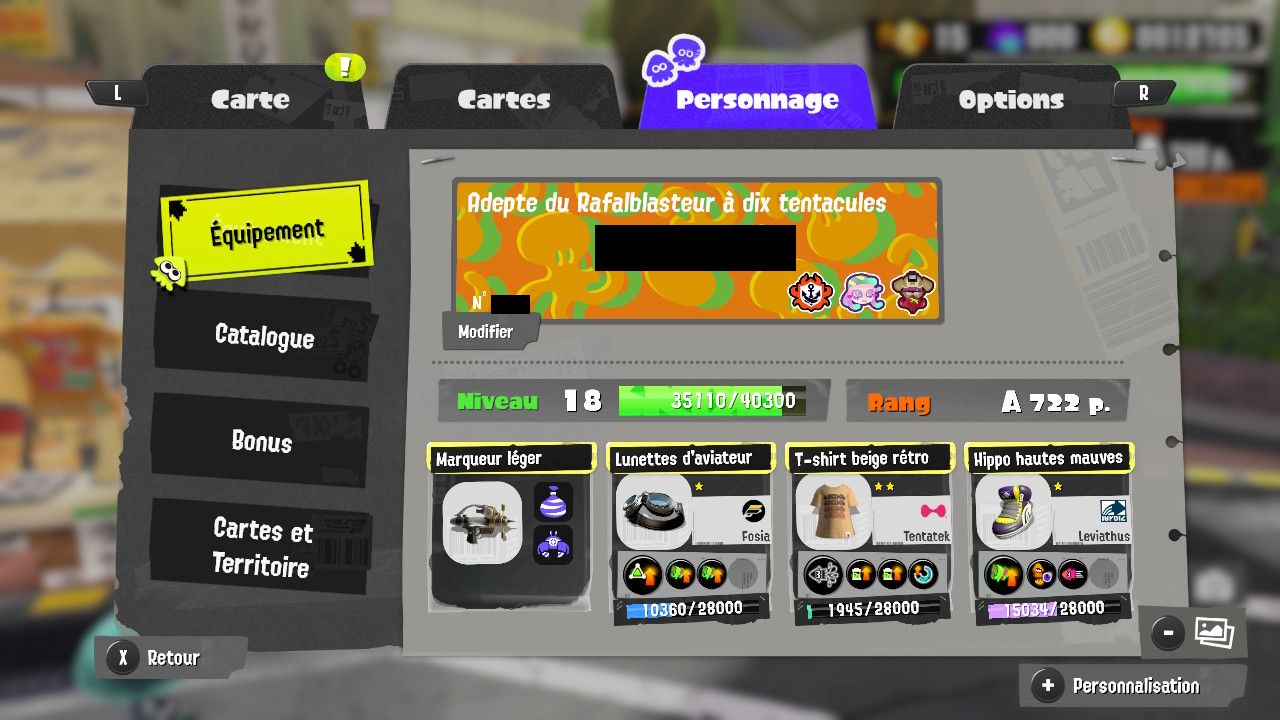 L
Carte
!
Cartes
Personnage
Options
R
Équipement
Catalogue
Bonus
Cartes et
Territoire
Adepte du Rafalblasteur à dix tentacules
N°
Modifier
Niveau 18 35110/40300
Rang A 722 p.
Marqueur léger
Lunettes d'aviateur
Fosia
10360/28000
T-shirt beige rétro
Tentatek
1945/28000
Hippo hautes mauves
Leviathus
15034/28000
X Retour
-
+ Personnalisation